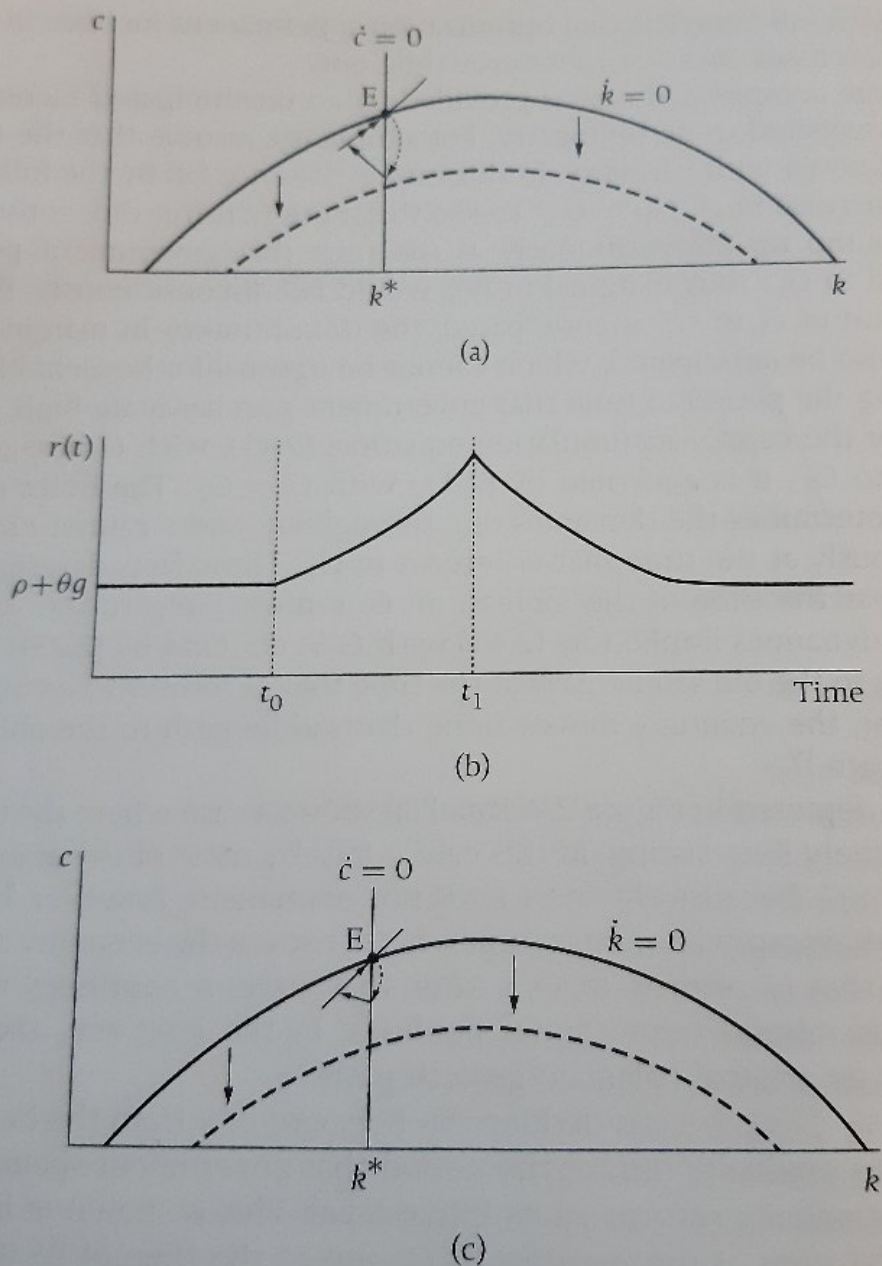 c
ċ = 0
E
k̇ = 0
k*
k
(a)
r(t)
ρ+θg
t₀
t₁
Time
(b)
c
ċ = 0
E
k̇ = 0
k*
k
(c)